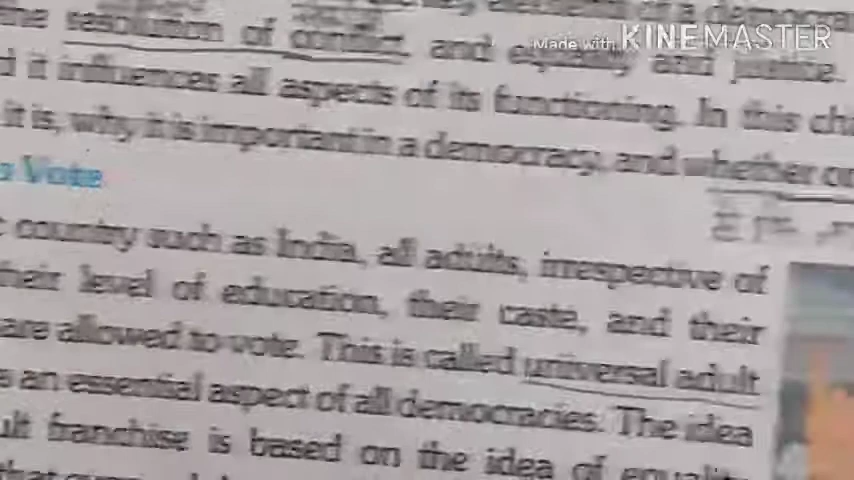 resolution of conflict, and equality and justice.
Made with KINEMASTER
it influences all aspects of its functioning. In this
it is, why it is important in a democracy, and whether
Vote
country such as India, all adults, irrespective of
their level of education, their caste, and their
are allowed to vote. This is called universal adult
an essential aspect of all democracies. The idea
franchise is based on the idea of equality